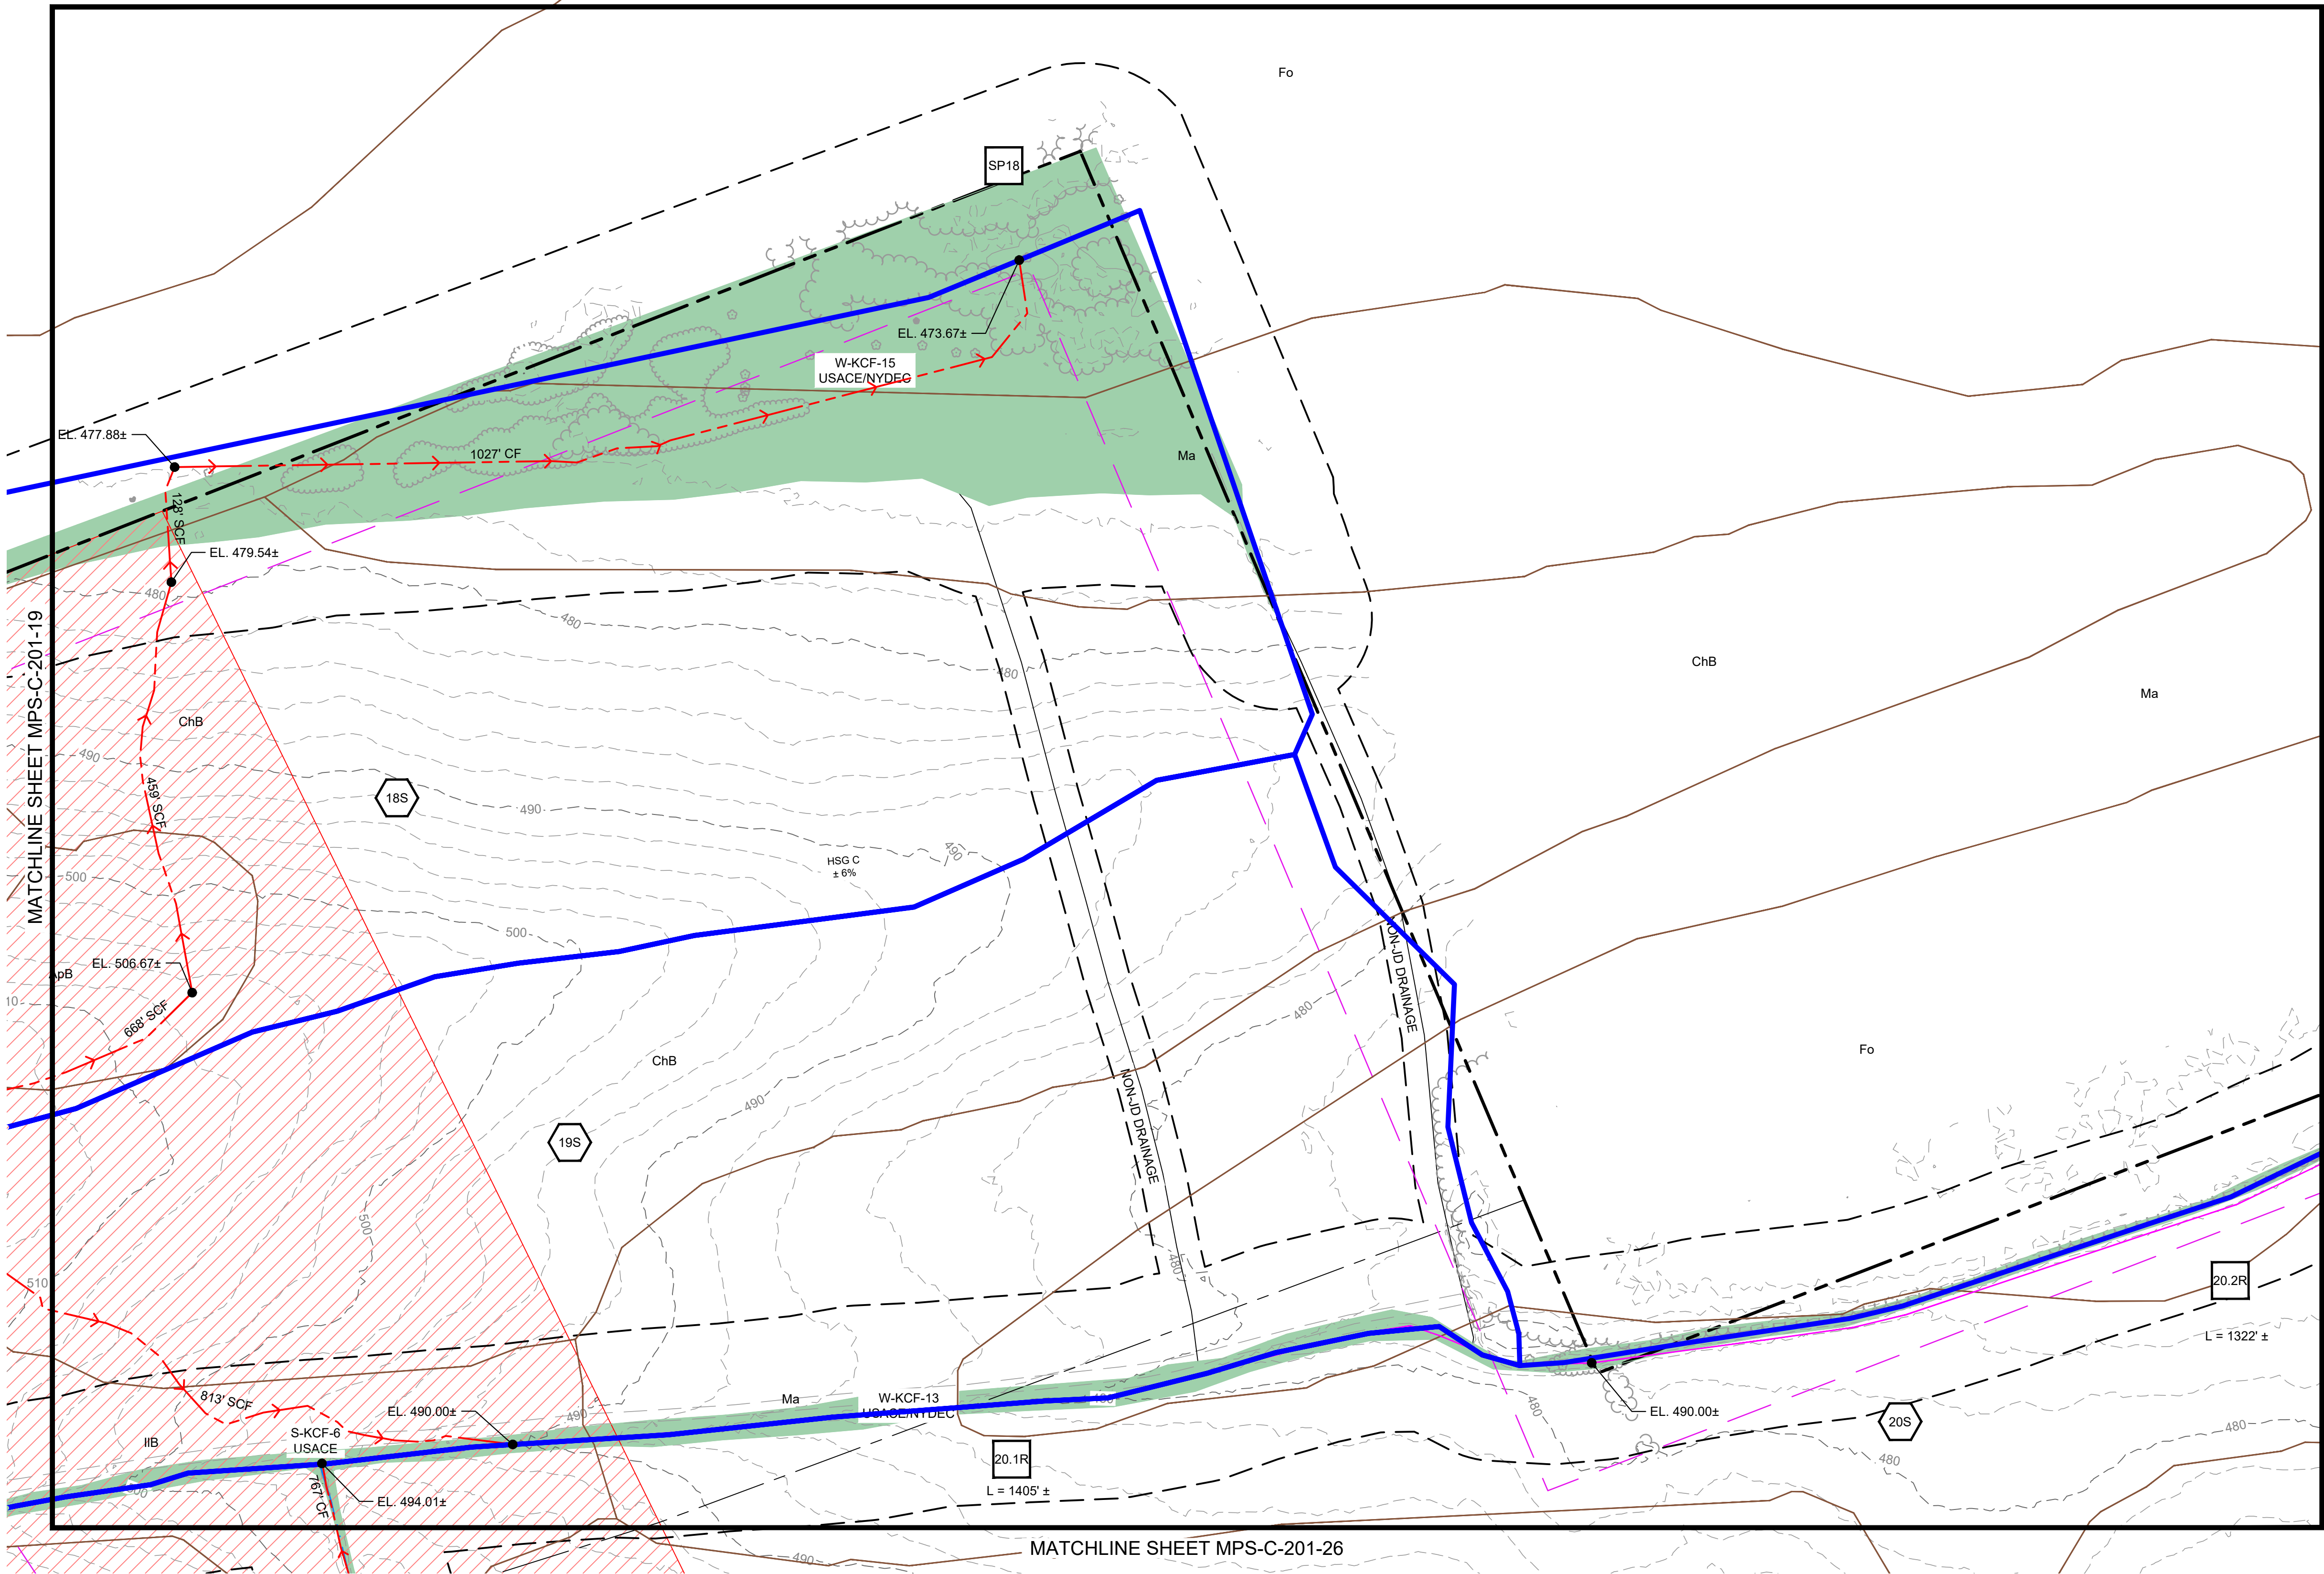 Fo
SP18
EL. 473.67±
W-KCF-15
USACE/NYDEC
EL. 477.88±
1027' CF
Ma
128' SCF
EL. 479.54±
480
480
480
ChB
Ma
MATCHLINE SHEET MPS-C-201-19
ChB
490
459' SCF
18S
490
490
HSG C
± 6%
500
500
EL. 506.67±
ApB
10
668' SCF
NON-JD DRAINAGE
480
Fo
ChB
490
NON-JD DRAINAGE
19S
500
480
510
20.2R
L = 1322' ±
813' SCF
EL. 490.00±
490
Ma
W-KCF-13
USACE/NYDEC
480
EL. 490.00±
20S
480
480
480
IIB
S-KCF-6
USACE
20.1R
L = 1405' ±
500
767' CF
EL. 494.01±
490
MATCHLINE SHEET MPS-C-201-26